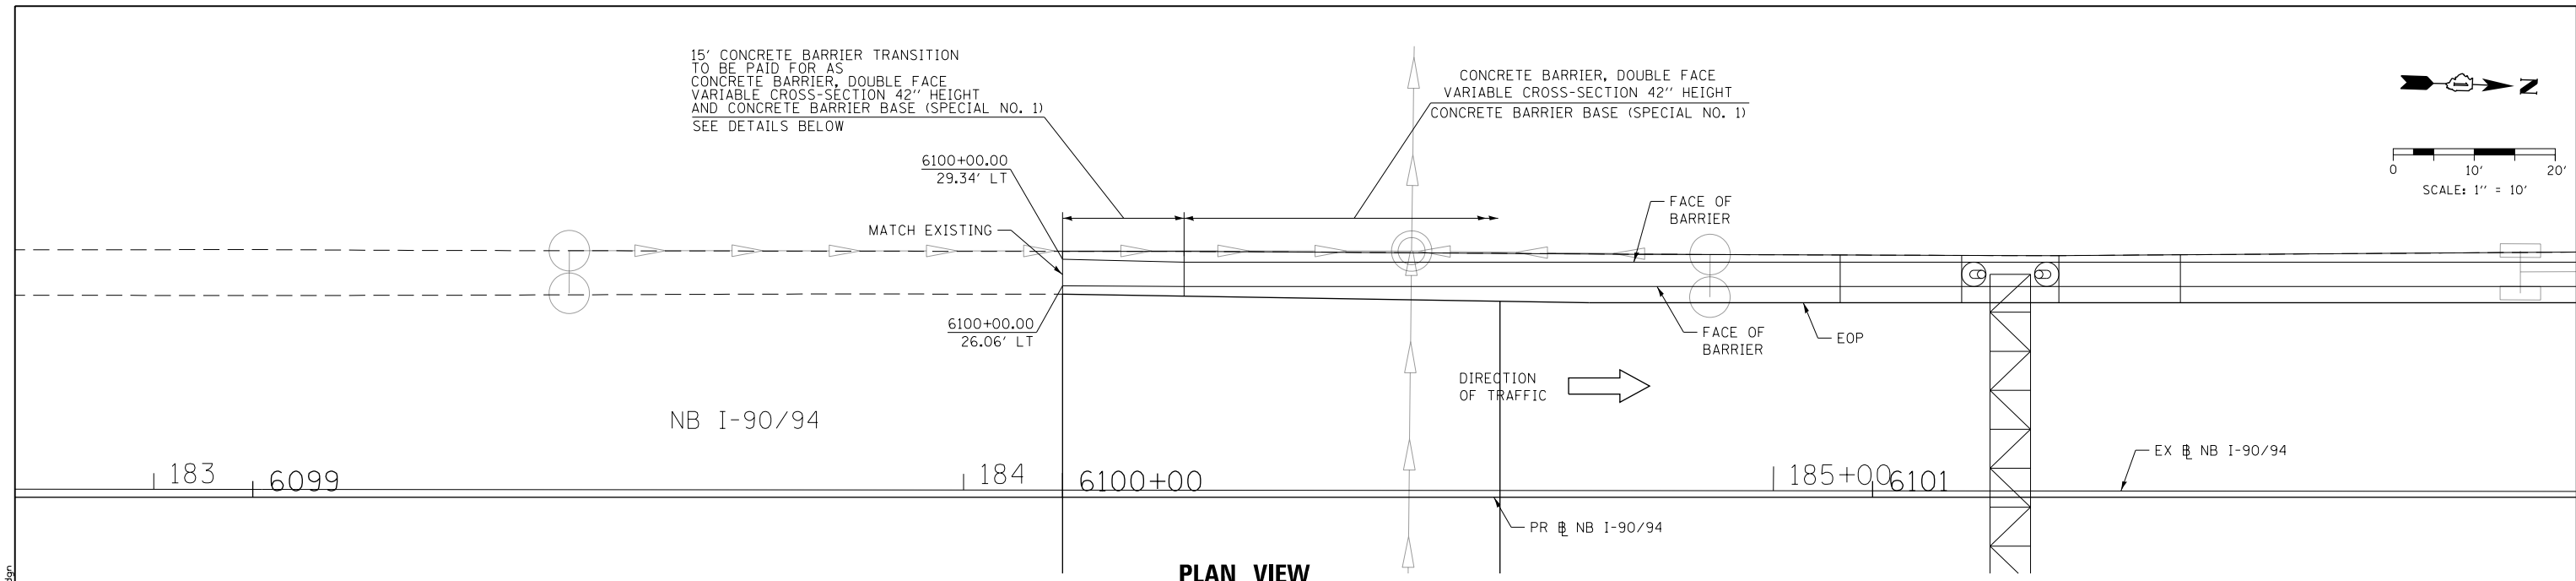 15' CONCRETE BARRIER TRANSITION
TO BE PAID FOR AS
CONCRETE BARRIER, DOUBLE FACE
VARIABLE CROSS-SECTION 42'' HEIGHT
AND CONCRETE BARRIER BASE (SPECIAL NO. 1)
SEE DETAILS BELOW
CONCRETE BARRIER, DOUBLE FACE
VARIABLE CROSS-SECTION 42'' HEIGHT
CONCRETE BARRIER BASE (SPECIAL NO. 1)
N
0 10' 20'
SCALE: 1'' = 10'
6100+00.00
29.34' LT
MATCH EXISTING
FACE OF
BARRIER
6100+00.00
26.06' LT
FACE OF
BARRIER
EOP
DIRECTION
OF TRAFFIC
NB I-90/94
EX BL NB I-90/94
183 6099 184 6100+00 185+00 6101
PR BL NB I-90/94
PLAN VIEW
dgn